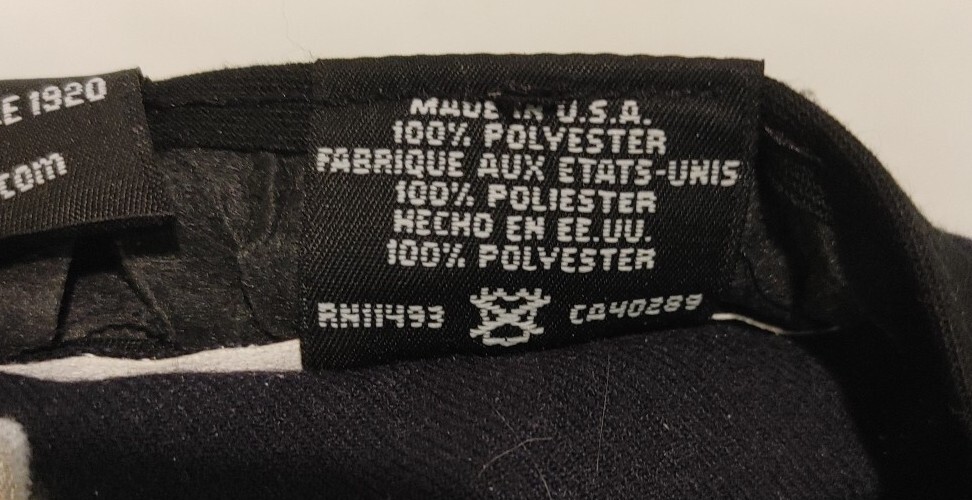 E 1920
.com
MADE IN U.S.A.
100% POLYESTER
FABRIQUE AUX ETATS-UNIS
100% POLIESTER
HECHO EN EE.UU.
100% POLYESTER
RN11493 CA40289